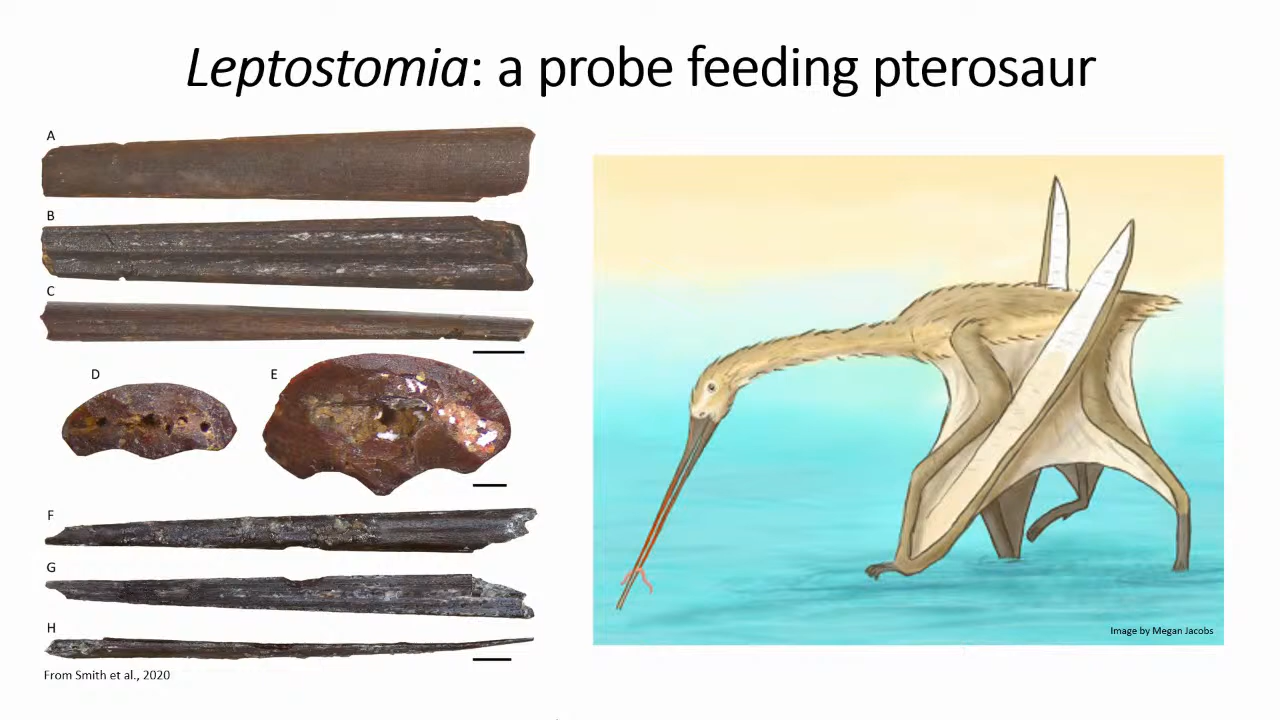 Leptostomia: a probe feeding pterosaur
A
B
C
D
E
F
G
H
From Smith et al., 2020
Image by Megan Jacobs